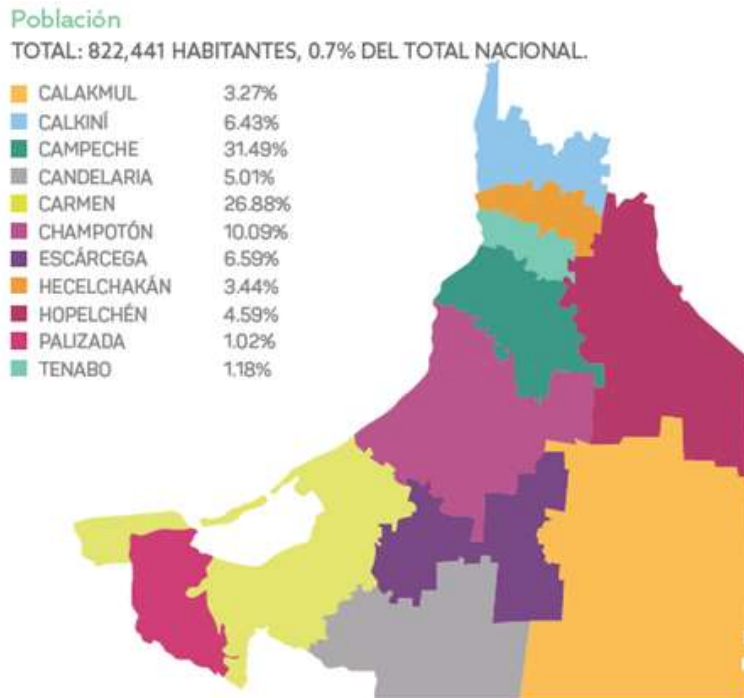 Población
TOTAL: 822,441 HABITANTES, 0.7% DEL TOTAL NACIONAL.
CALAKMUL 3.27%
CALKINÍ 6.43%
CAMPECHE 31.49%
CANDELARIA 5.01%
CARMEN 26.88%
CHAMPOTÓN 10.09%
ESCÁRCEGA 6.59%
HECELCHAKÁN 3.44%
HOPELCHÉN 4.59%
PALIZADA 1.02%
TENABO 1.18%